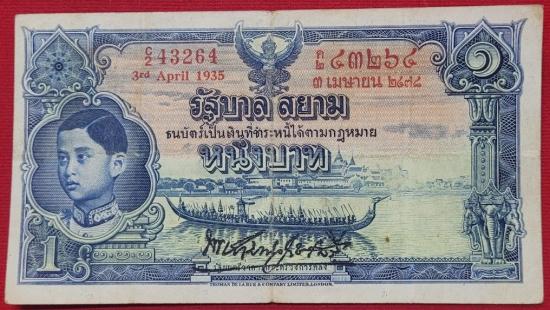 C/2 43264 ค/๒ ๔๓๒๖๔
3rd April 1935 ๓ เมษายน ๒๔๗๘
๑
รัฐบาล สยาม
ธนบัตร์เป็นเงินที่ชำระหนี้ได้ตามกฎหมาย
หนึ่งบาท
1
THOMAS DE LA RUE & COMPANY LIMITED, LONDON.